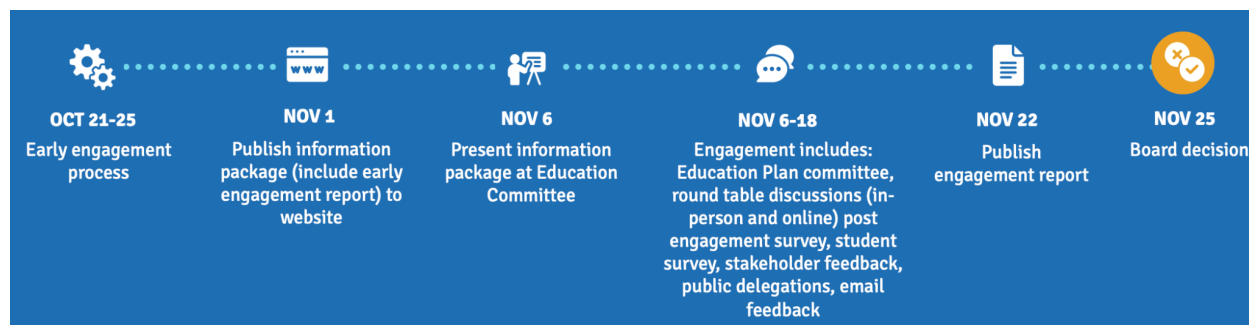 www
OCT 21-25
Early engagement
process
NOV 1
Publish information
package (include early
engagement report) to
website
NOV 6
Present information
package at Education
Committee
NOV 6-18
Engagement includes:
Education Plan committee,
round table discussions (in-
person and online) post
engagement survey, student
survey, stakeholder feedback,
public delegations, email
feedback
NOV 22
Publish
engagement report
NOV 25
Board decision